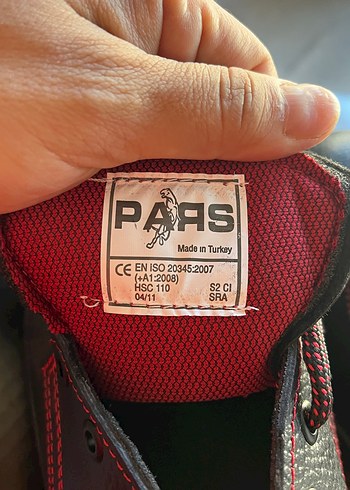 PARS
Made in Turkey
CE EN ISO 20345:2007
(+A1:2008)
HSC 110 S2 CI
04/11 SRA